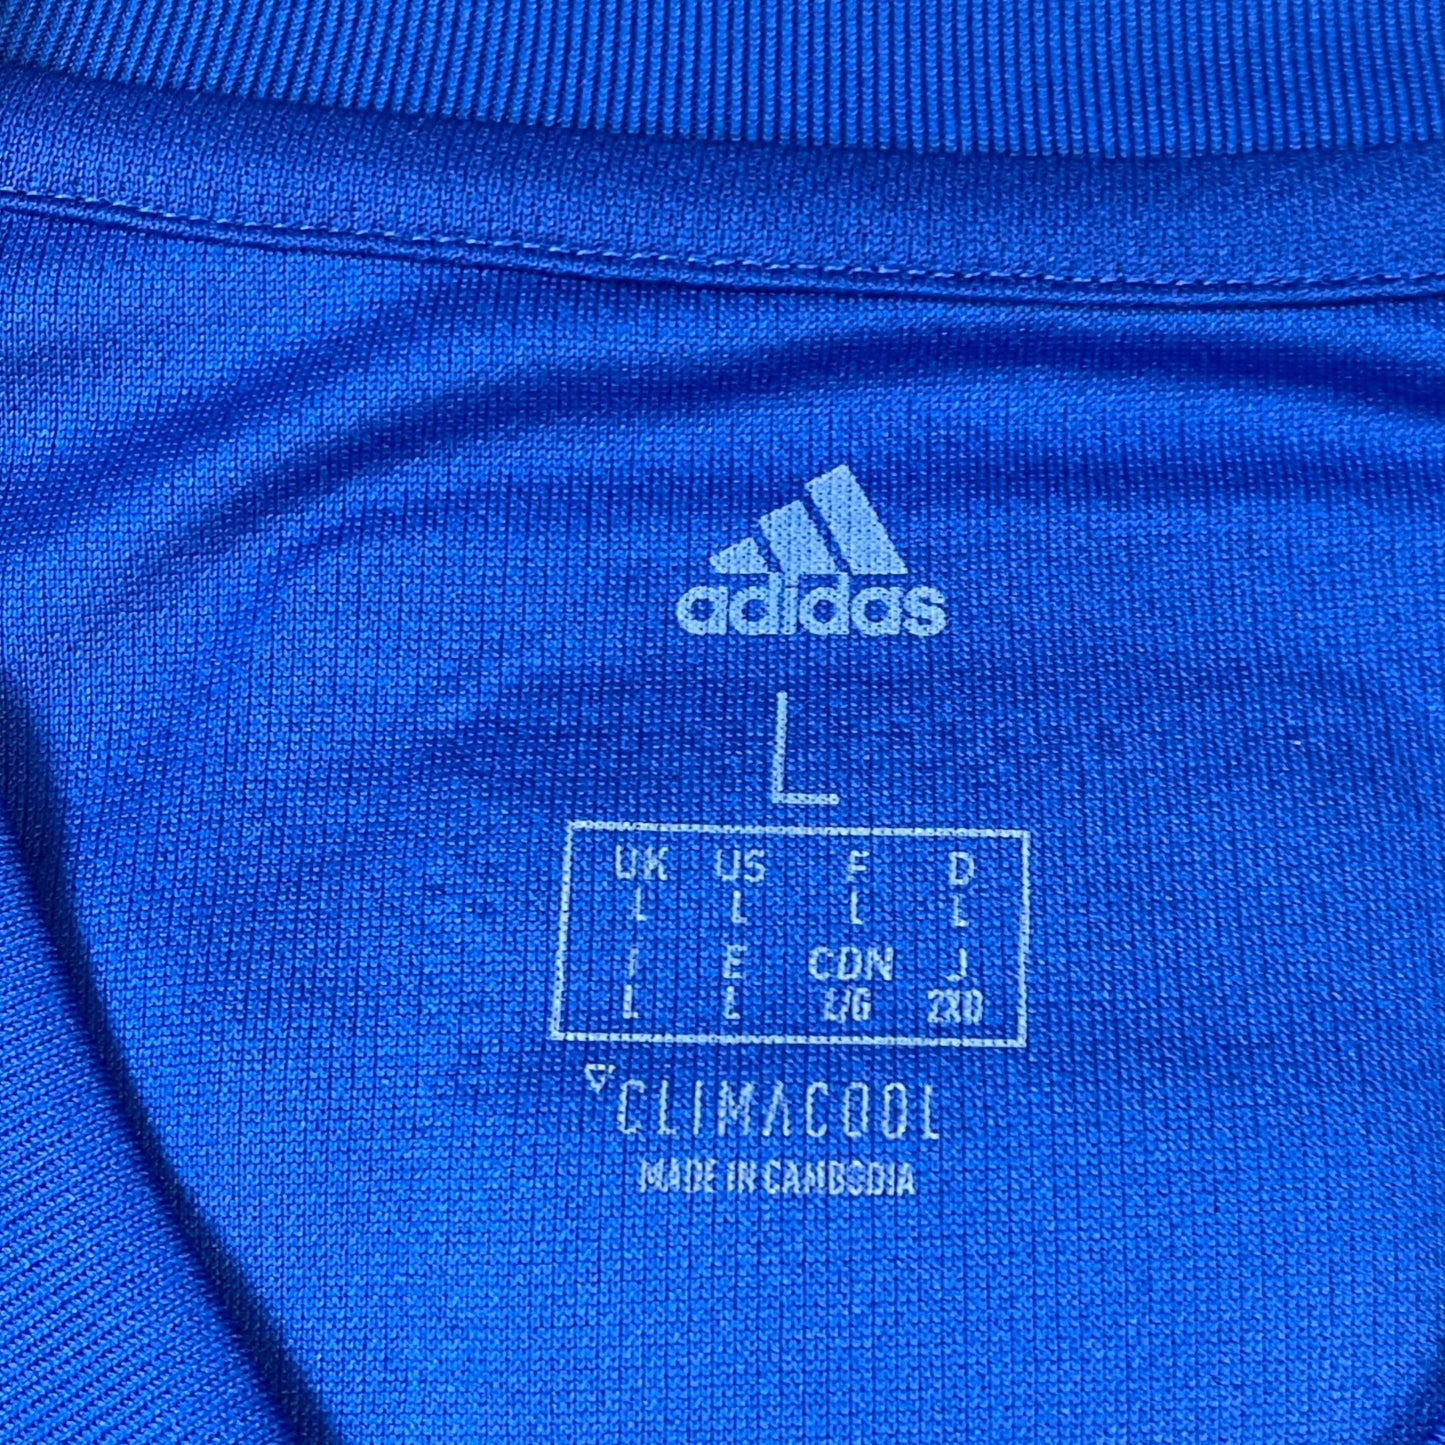 adidas
L
UK US F D
L L L L
I E CDN J
L L L/G 2XO
CLIMACOOL
MADE IN CAMBODIA